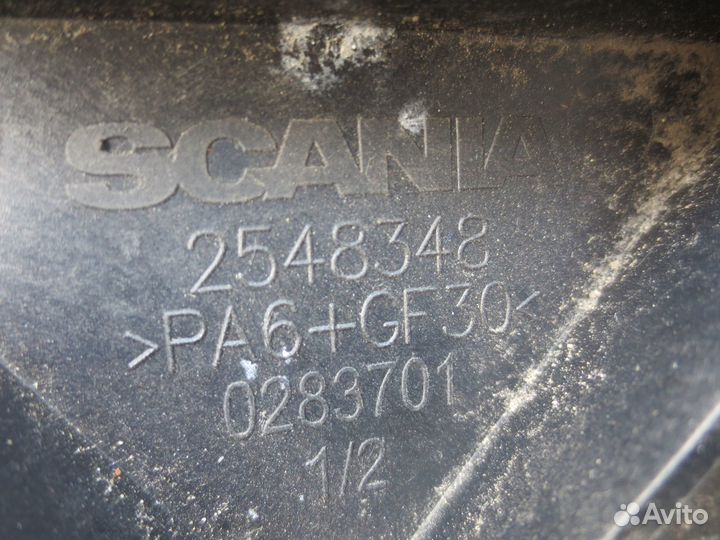 SCANIA
2548348
>PA6+GF30<
0283701
1/2
Avito